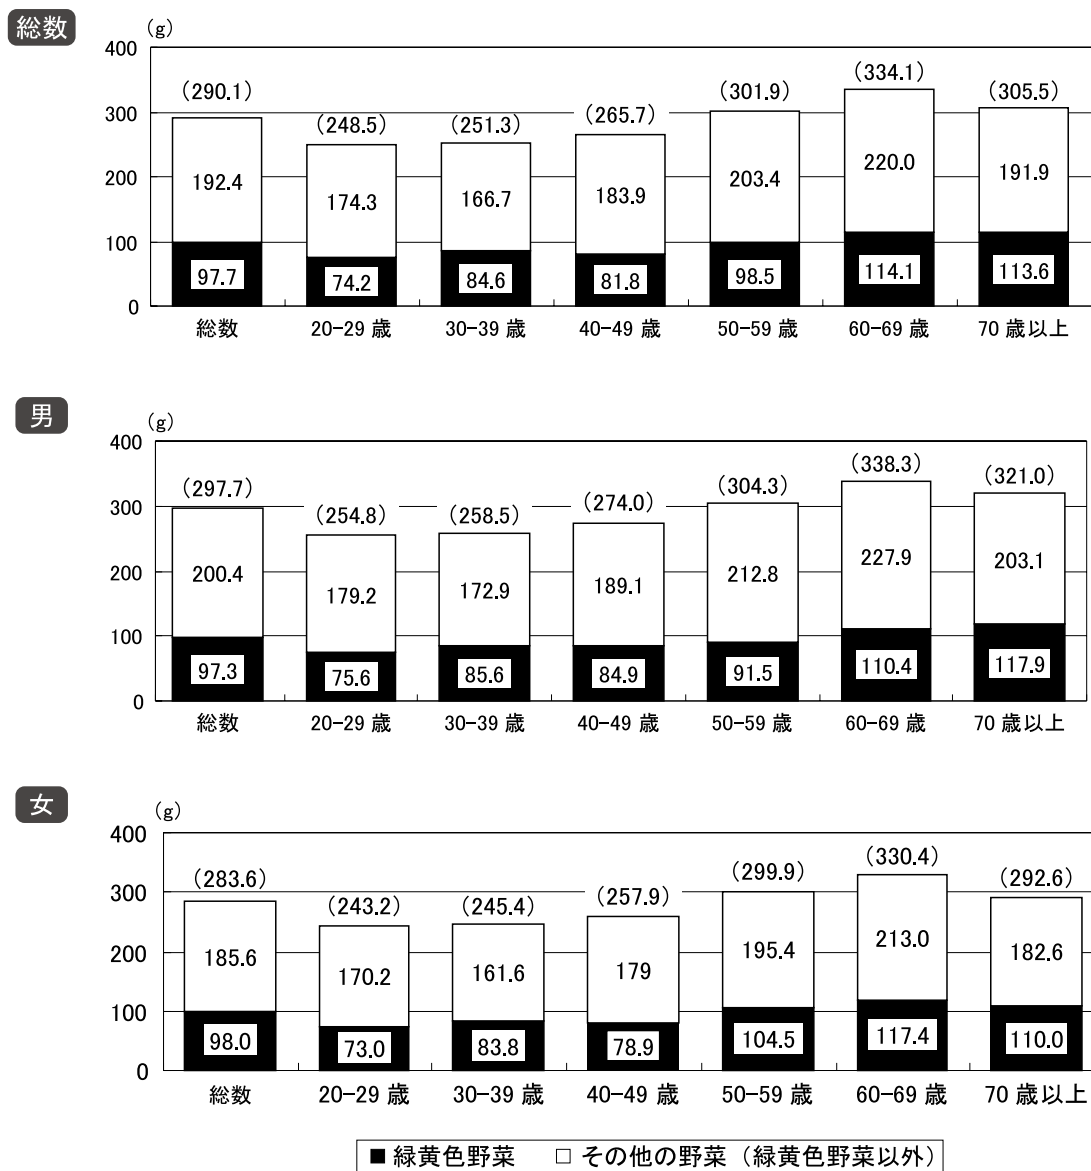 総数
(g)
400
300
200
100
0
(290.1) (248.5) (251.3) (265.7) (301.9) (334.1) (305.5)
192.4 174.3 166.7 183.9 203.4 220.0 191.9
97.7 74.2 84.6 81.8 98.5 114.1 113.6
総数 20-29 歳 30-39 歳 40-49 歳 50-59 歳 60-69 歳 70 歳以上
男
(g)
400
300
200
100
0
(297.7) (254.8) (258.5) (274.0) (304.3) (338.3) (321.0)
200.4 179.2 172.9 189.1 212.8 227.9 203.1
97.3 75.6 85.6 84.9 91.5 110.4 117.9
総数 20-29 歳 30-39 歳 40-49 歳 50-59 歳 60-69 歳 70 歳以上
女
(g)
400
300
200
100
0
(283.6) (243.2) (245.4) (257.9) (299.9) (330.4) (292.6)
185.6 170.2 161.6 179 195.4 213.0 182.6
98.0 73.0 83.8 78.9 104.5 117.4 110.0
総数 20-29 歳 30-39 歳 40-49 歳 50-59 歳 60-69 歳 70 歳以上
■ 緑黄色野菜 □ その他の野菜（緑黄色野菜以外）